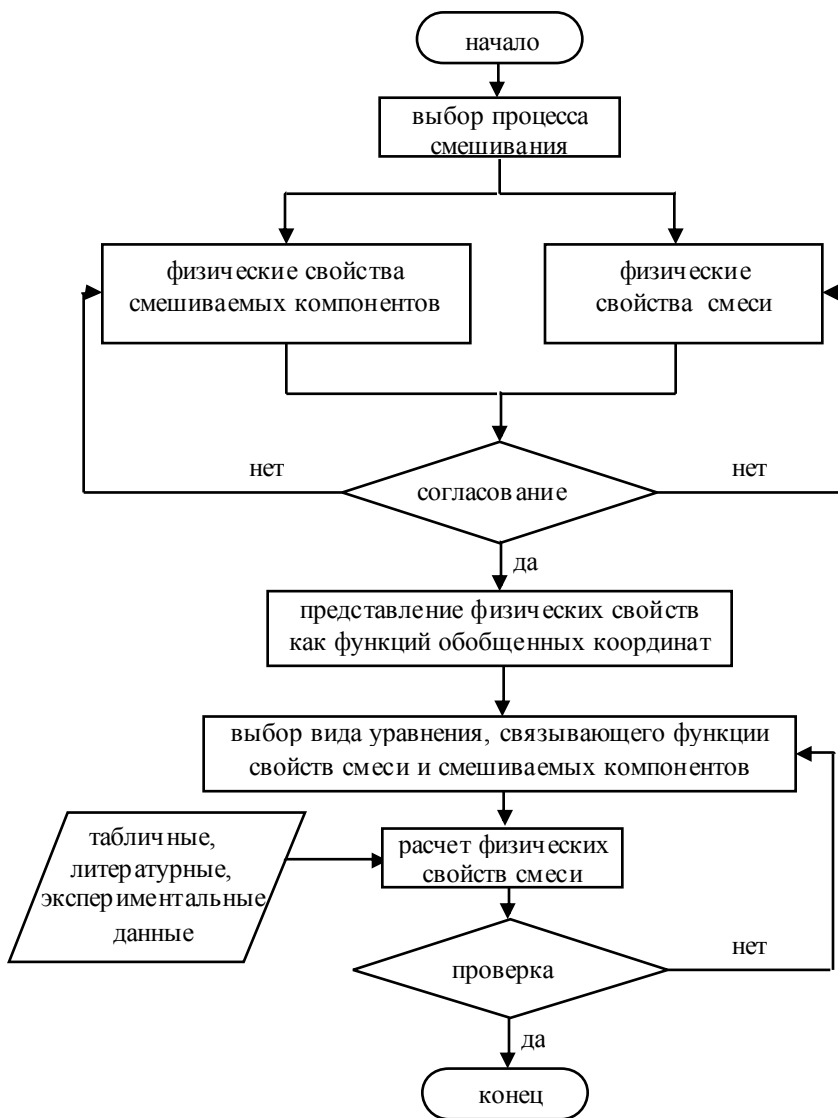 начало
выбор процесса
смешивания
физические свойства
смешиваемых компонентов
физические
свойства смеси
нет
согласование
нет
да
представление физических свойств
как функций обобщенных координат
выбор вида уравнения, связывающего функции
свойств смеси и смешиваемых компонентов
табличные,
литературные,
экспериментальные
данные
расчет физических
свойств смеси
проверка
нет
да
конец